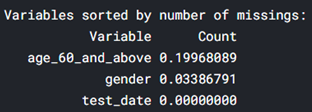 Variables sorted by number of missings:
Variable Count
age_60_and_above 0.19968089
gender 0.03386791
test_date 0.00000000